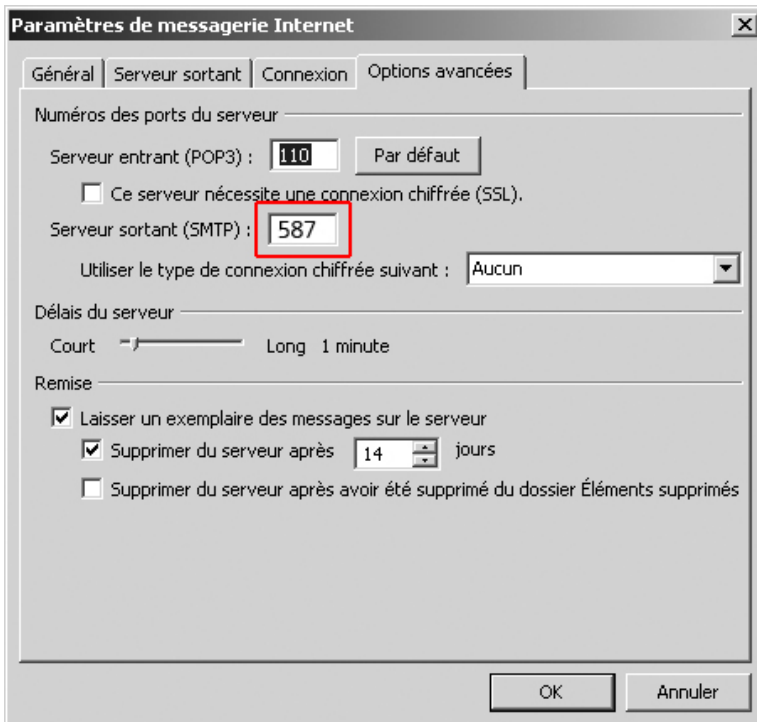 Paramètres de messagerie Internet
Général Serveur sortant Connexion Options avancées
Numéros des ports du serveur
Serveur entrant (POP3) : 110 Par défaut
Ce serveur nécessite une connexion chiffrée (SSL).
Serveur sortant (SMTP) : 587
Utiliser le type de connexion chiffrée suivant : Aucun
Délais du serveur
Court Long 1 minute
Remise
Laisser un exemplaire des messages sur le serveur
Supprimer du serveur après 14 jours
Supprimer du serveur après avoir été supprimé du dossier Éléments supprimés
OK Annuler